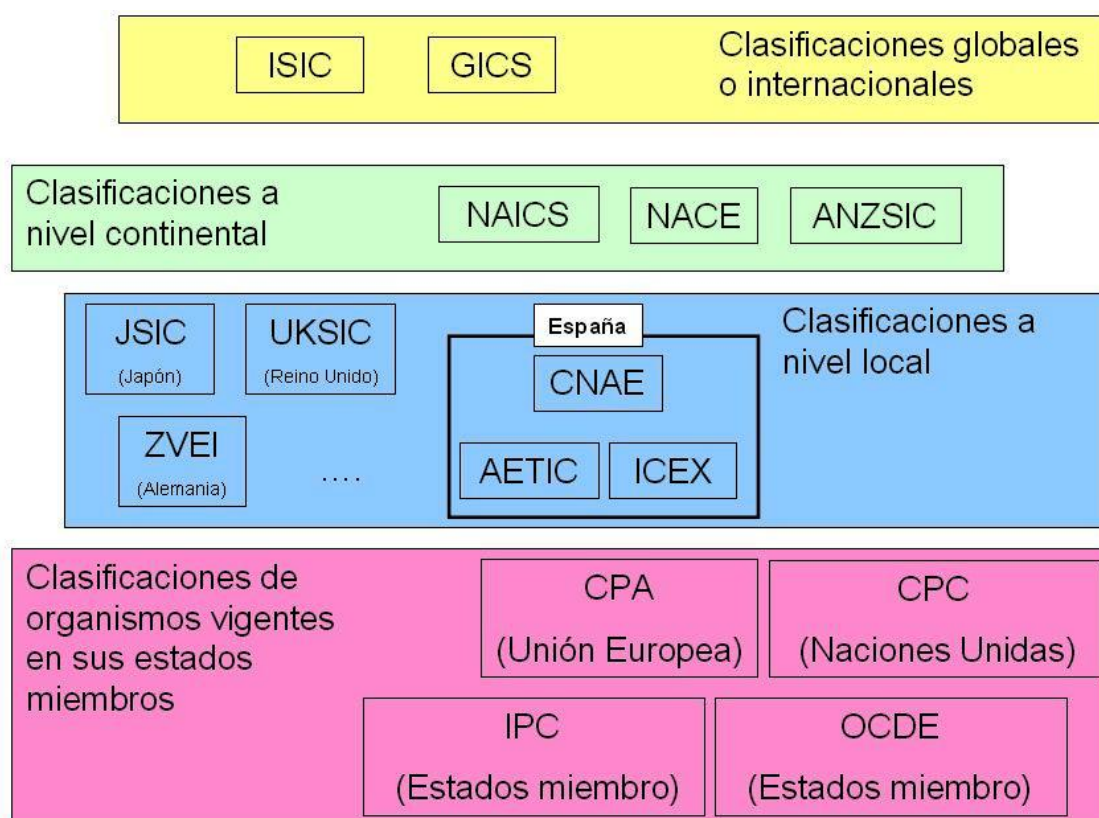 ISIC
GICS
Clasificaciones globales
o internacionales
Clasificaciones a
nivel continental
NAICS
NACE
ANZSIC
JSIC
(Japón)
UKSIC
(Reino Unido)
ZVEI
(Alemania)
....
España
CNAE
AETIC
ICEX
Clasificaciones a
nivel local
Clasificaciones de
organismos vigentes
en sus estados
miembros
CPA
(Unión Europea)
CPC
(Naciones Unidas)
IPC
(Estados miembro)
OCDE
(Estados miembro)